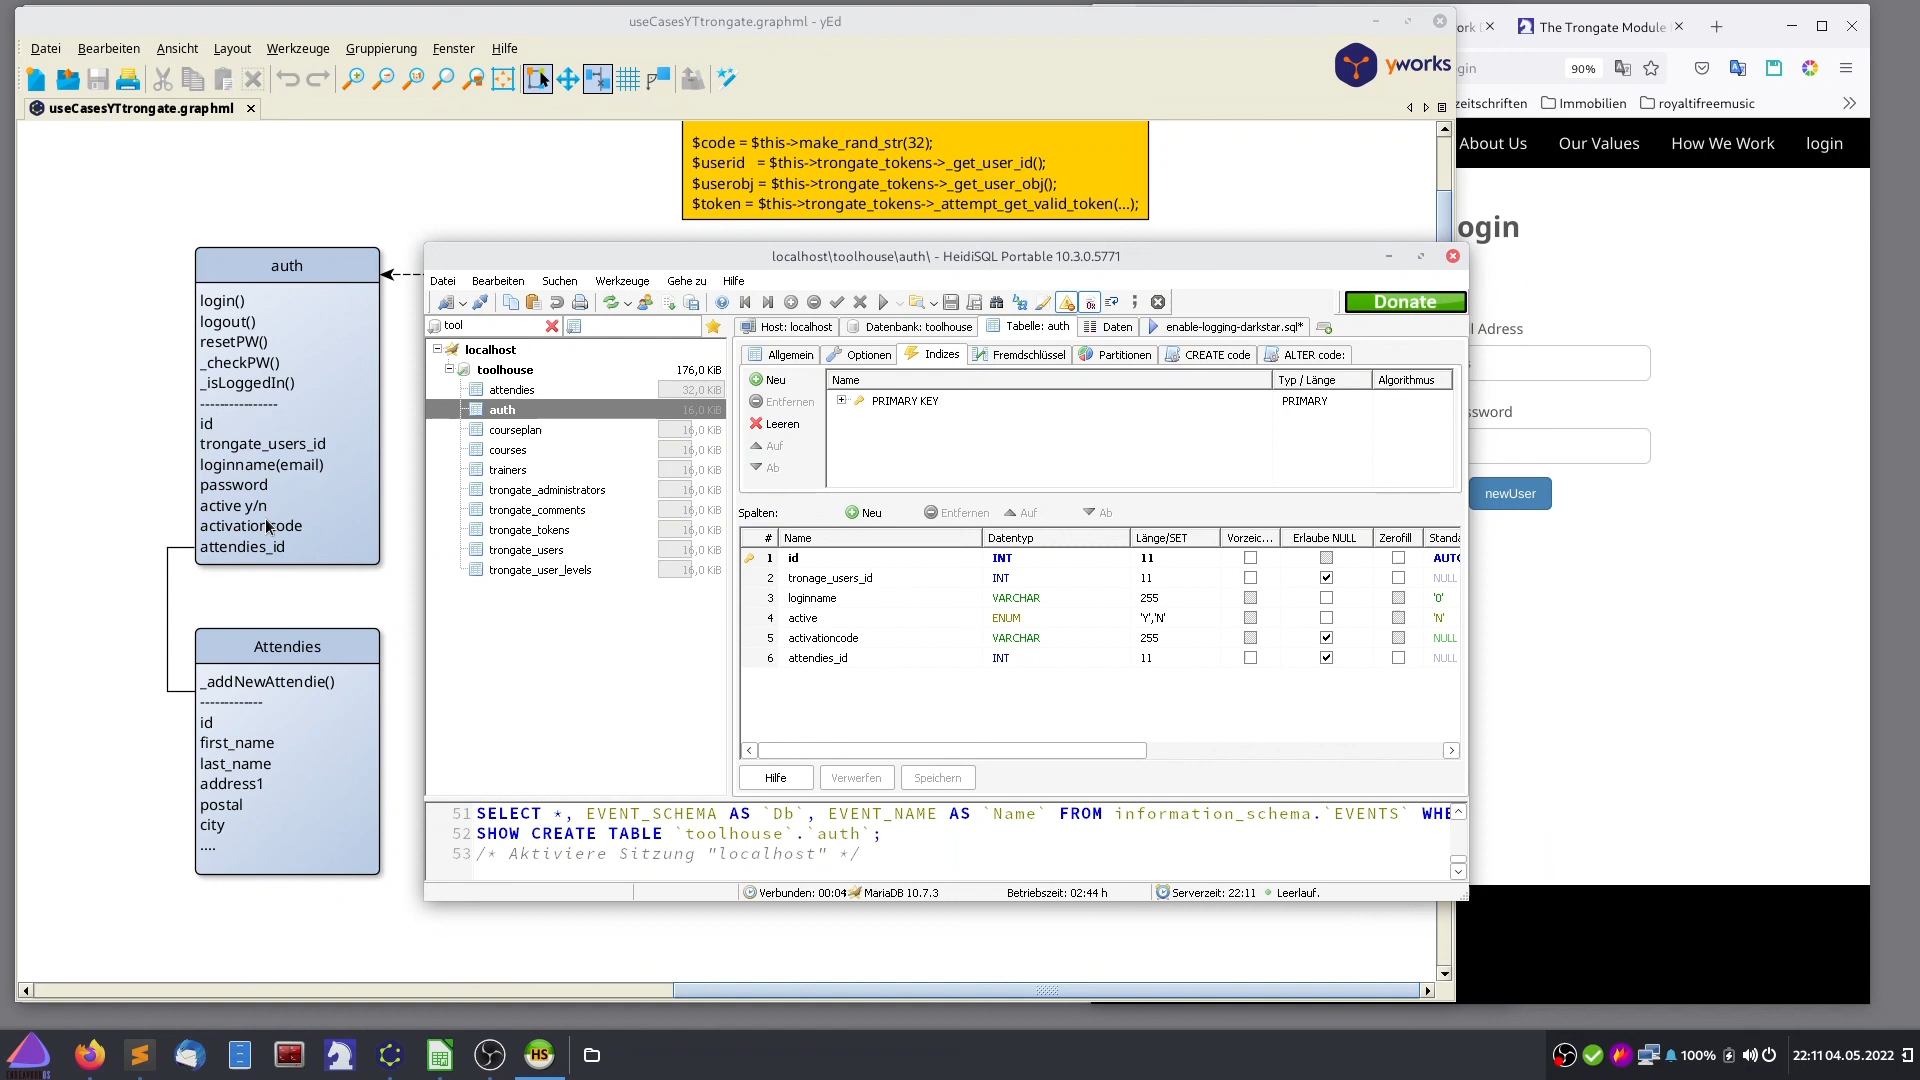 useCasesYTtrongate.graphml - yEd
Datei Bearbeiten Ansicht Layout Werkzeuge Gruppierung Fenster Hilfe
yworks
useCasesYTtrongate.graphml
$code = $this->make_rand_str(32);
$userid = $this->trongate_tokens->_get_user_id();
$userobj = $this->trongate_tokens->_get_user_obj();
$token = $this->trongate_tokens->_attempt_get_valid_token(...);
auth
login()
logout()
resetPW()
_checkPW()
_isLoggedIn()
----------------
id
trongate_users_id
loginname(email)
password
active y/n
activationcode
attendies_id
Attendies
_addNewAttendie()
-------------
id
first_name
last_name
address1
postal
city
....
localhost\toolhouse\auth\ - HeidiSQL Portable 10.3.0.5771
Datei Bearbeiten Suchen Werkzeuge Gehe zu Hilfe
Donate
tool
Host: localhost Datenbank: toolhouse Tabelle: auth Daten enable-logging-darkstar.sql*
localhost
toolhouse 176,0 KiB
attendies 32,0 KiB
auth 16,0 KiB
courseplan 16,0 KiB
courses 16,0 KiB
trainers 16,0 KiB
trongate_administrators 16,0 KiB
trongate_comments 16,0 KiB
trongate_tokens 16,0 KiB
trongate_users 16,0 KiB
trongate_user_levels 16,0 KiB
Allgemein Optionen Indizes Fremdschlüssel Partitionen CREATE code ALTER code:
Neu
Entfernen
Leeren
Auf
Ab
Name Typ / Länge Algorithmus
PRIMARY KEY PRIMARY
Spalten: Neu Entfernen Auf Ab
# Name Datentyp Länge/SET Vorzeic... Erlaube NULL Zerofill Standa
1 id INT 11 AUTO
2 tronage_users_id INT 11 NULL
3 loginname VARCHAR 255 '0'
4 active ENUM 'Y','N' 'N'
5 activationcode VARCHAR 255 NULL
6 attendies_id INT 11 NULL
Hilfe Verwerfen Speichern
51 SELECT *, EVENT_SCHEMA AS `Db`, EVENT_NAME AS `Name` FROM information_schema.`EVENTS` WHE
52 SHOW CREATE TABLE `toolhouse`.`auth`;
53 /* Aktiviere Sitzung "localhost" */
Verbunden: 00:04 MariaDB 10.7.3 Betriebszeit: 02:44 h Serverzeit: 22:11 Leerlauf.
ork The Trongate Module
gin 90%
zeitschriften Immobilien royaltifreemusic
About Us Our Values How We Work login
ogin
l Adress
s
ssword
newUser
HS
100% 22:11 04.05.2022